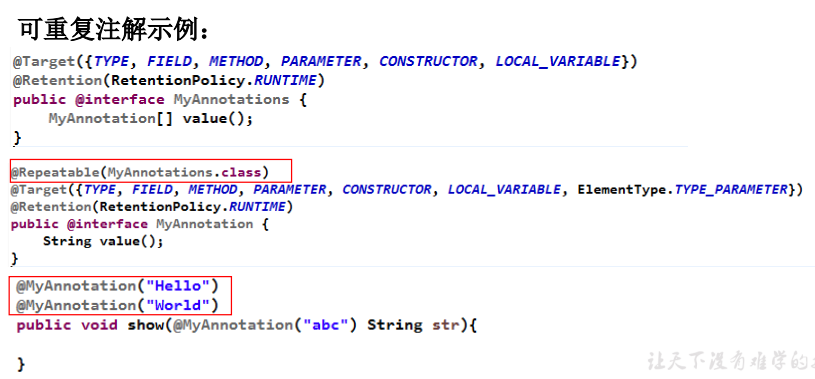 可重复注解示例:
@Target({TYPE, FIELD, METHOD, PARAMETER, CONSTRUCTOR, LOCAL_VARIABLE})
@Retention(RetentionPolicy.RUNTIME)
public @interface MyAnnotations {
    MyAnnotation[] value();
}
@Repeatable(MyAnnotations.class)
@Target({TYPE, FIELD, METHOD, PARAMETER, CONSTRUCTOR, LOCAL_VARIABLE, ElementType.TYPE_PARAMETER})
@Retention(RetentionPolicy.RUNTIME)
public @interface MyAnnotation {
    String value();
}
@MyAnnotation("Hello")
@MyAnnotation("World")
public void show(@MyAnnotation("abc") String str){
}
让天下没有难学的